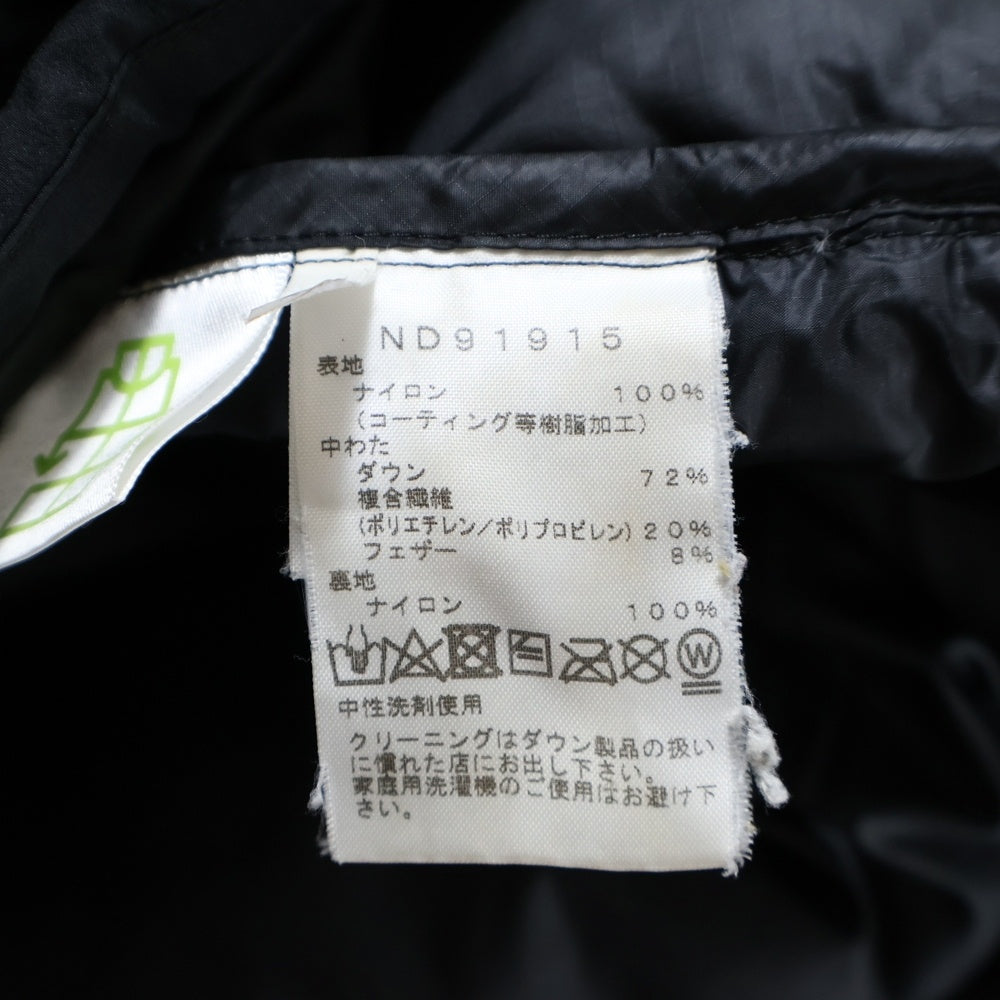 ND91915
表地
ナイロン 100%
(コーティング等樹脂加工)
中わた
ダウン 72%
複合繊維
(ポリエチレン/ポリプロピレン) 20%
フェザー 8%
裏地
ナイロン 100%
W
中性洗剤使用
クリーニングはダウン製品の扱い
に慣れた店にお出し下さい。
家庭用洗濯機のご使用はお避け下
さい。